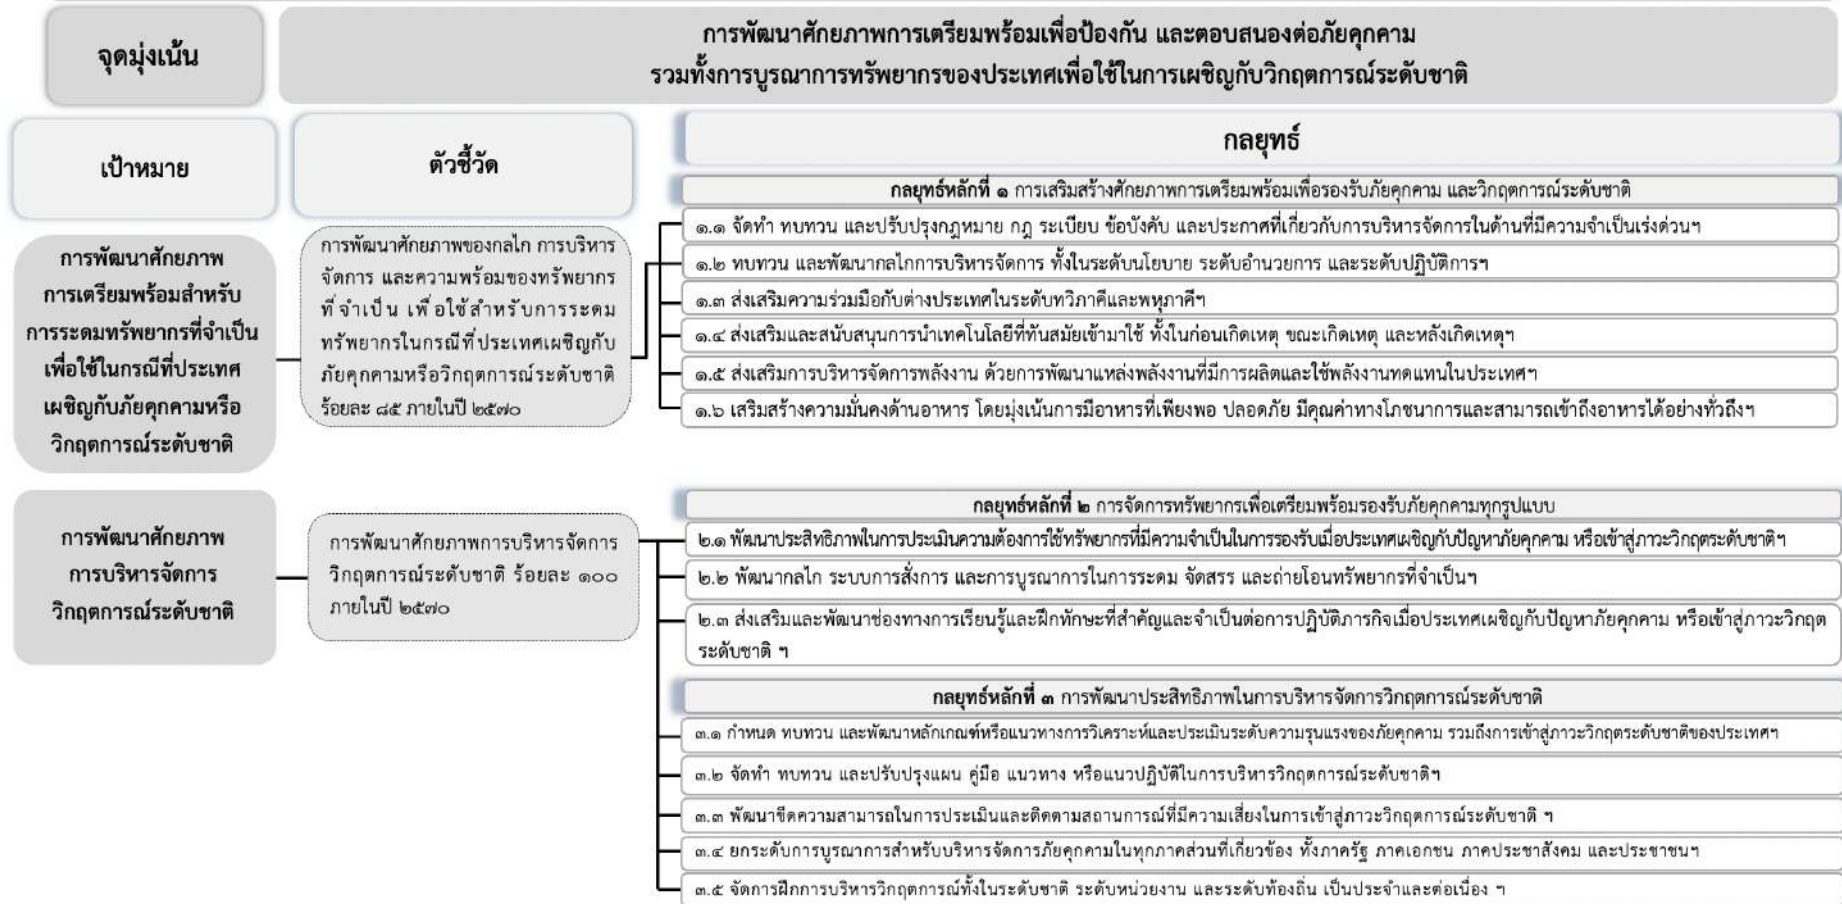 จุดมุ่งเน้น
การพัฒนาศักยภาพการเตรียมพร้อมเพื่อป้องกัน และตอบสนองต่อภัยคุกคาม
รวมทั้งการบูรณาการทรัพยากรของประเทศเพื่อใช้ในการเผชิญกับวิกฤตการณ์ระดับชาติ
เป้าหมาย
ตัวชี้วัด
กลยุทธ์
การพัฒนาศักยภาพ
การเตรียมพร้อมสำหรับ
การระดมทรัพยากรที่จำเป็น
เพื่อใช้ในกรณีที่ประเทศ
เผชิญกับภัยคุกคามหรือ
วิกฤตการณ์ระดับชาติ
การพัฒนาศักยภาพของกลไก การบริหาร
จัดการ และความพร้อมของทรัพยากร
ที่จำเป็น เพื่อใช้สำหรับการระดม
ทรัพยากรในกรณีที่ประเทศเผชิญกับ
ภัยคุกคามหรือวิกฤตการณ์ระดับชาติ
ร้อยละ ๘๕ ภายในปี ๒๕๗๐
กลยุทธ์หลักที่ ๑ การเสริมสร้างศักยภาพการเตรียมพร้อมเพื่อรองรับภัยคุกคาม และวิกฤตการณ์ระดับชาติ
๑.๑ จัดทำ ทบทวน และปรับปรุงกฎหมาย กฎ ระเบียบ ข้อบังคับ และประกาศที่เกี่ยวกับการบริหารจัดการในด้านที่มีความจำเป็นเร่งด่วนฯ
๑.๒ ทบทวน และพัฒนากลไกการบริหารจัดการ ทั้งในระดับนโยบาย ระดับอำนวยการ และระดับปฏิบัติการฯ
๑.๓ ส่งเสริมความร่วมมือกับต่างประเทศในระดับทวิภาคีและพหุภาคีฯ
๑.๔ ส่งเสริมและสนับสนุนการนำเทคโนโลยีที่ทันสมัยเข้ามาใช้ ทั้งในก่อนเกิดเหตุ ขณะเกิดเหตุ และหลังเกิดเหตุฯ
๑.๕ ส่งเสริมการบริหารจัดการพลังงาน ด้วยการพัฒนาแหล่งพลังงานที่มีการผลิตและใช้พลังงานทดแทนในประเทศฯ
๑.๖ เสริมสร้างความมั่นคงด้านอาหาร โดยมุ่งเน้นการมีอาหารที่เพียงพอ ปลอดภัย มีคุณค่าทางโภชนาการและสามารถเข้าถึงอาหารได้อย่างทั่วถึงฯ
การพัฒนาศักยภาพ
การบริหารจัดการ
วิกฤตการณ์ระดับชาติ
การพัฒนาศักยภาพการบริหารจัดการ
วิกฤตการณ์ระดับชาติ ร้อยละ ๑๐๐
ภายในปี ๒๕๗๐
กลยุทธ์หลักที่ ๒ การจัดการทรัพยากรเพื่อเตรียมพร้อมรองรับภัยคุกคามทุกรูปแบบ
๒.๑ พัฒนาประสิทธิภาพในการประเมินความต้องการใช้ทรัพยากรที่มีความจำเป็นในการรองรับเมื่อประเทศเผชิญกับปัญหาภัยคุกคาม หรือเข้าสู่ภาวะวิกฤตระดับชาติฯ
๒.๒ พัฒนากลไก ระบบการสั่งการ และการบูรณาการในการระดม จัดสรร และถ่ายโอนทรัพยากรที่จำเป็นฯ
๒.๓ ส่งเสริมและพัฒนาช่องทางการเรียนรู้และฝึกทักษะที่สำคัญและจำเป็นต่อการปฏิบัติภารกิจเมื่อประเทศเผชิญกับปัญหาภัยคุกคาม หรือเข้าสู่ภาวะวิกฤต
ระดับชาติ ฯ
กลยุทธ์หลักที่ ๓ การพัฒนาประสิทธิภาพในการบริหารจัดการวิกฤตการณ์ระดับชาติ
๓.๑ กำหนด ทบทวน และพัฒนาหลักเกณฑ์หรือแนวทางการวิเคราะห์และประเมินระดับความรุนแรงของภัยคุกคาม รวมถึงการเข้าสู่ภาวะวิกฤตระดับชาติของประเทศฯ
๓.๒ จัดทำ ทบทวน และปรับปรุงแผน คู่มือ แนวทาง หรือแนวปฏิบัติในการบริหารวิกฤตการณ์ระดับชาติฯ
๓.๓ พัฒนาขีดความสามารถในการประเมินและติดตามสถานการณ์ที่มีความเสี่ยงในการเข้าสู่ภาวะวิกฤตการณ์ระดับชาติ ฯ
๓.๔ ยกระดับการบูรณาการสำหรับบริหารจัดการภัยคุกคามในทุกภาคส่วนที่เกี่ยวข้อง ทั้งภาครัฐ ภาคเอกชน ภาคประชาสังคม และประชาชนฯ
๓.๕ จัดการฝึกการบริหารวิกฤตการณ์ทั้งในระดับชาติ ระดับหน่วยงาน และระดับท้องถิ่น เป็นประจำและต่อเนื่อง ฯ